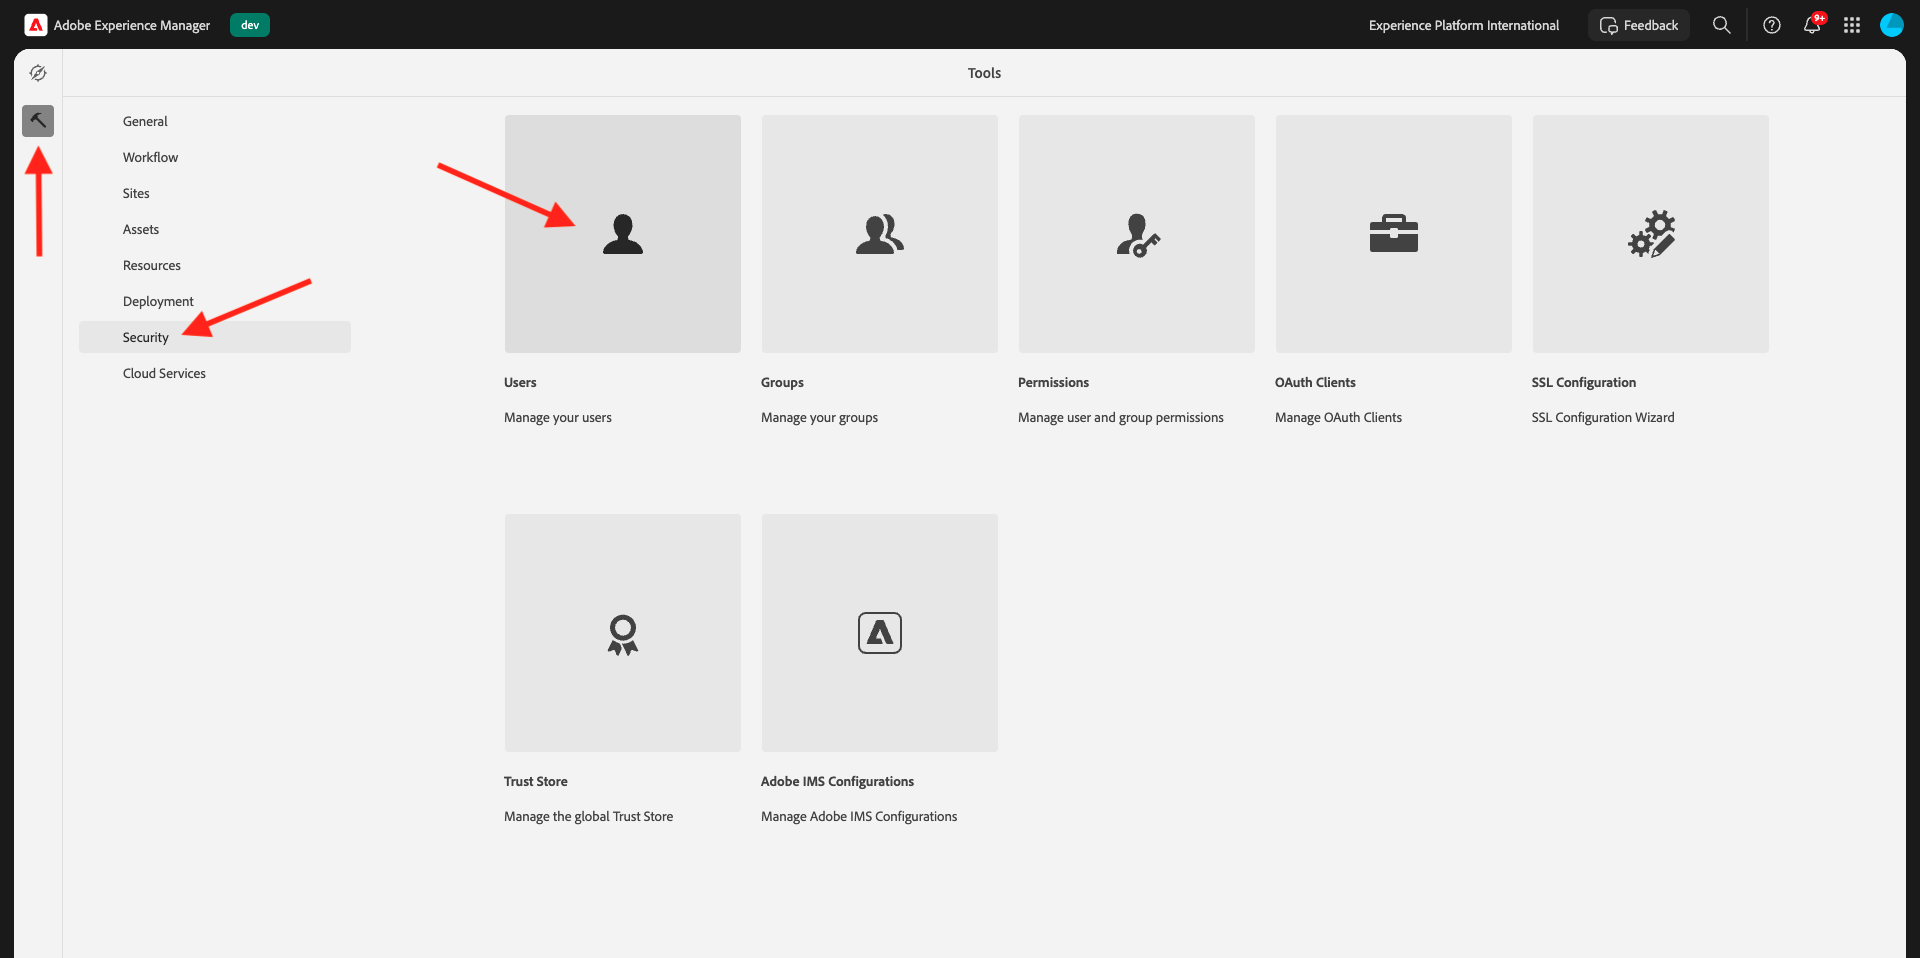 Adobe Experience Manager
dev
Experience Platform International
Feedback
9+
Tools
General
Workflow
Sites
Assets
Resources
Deployment
Security
Cloud Services
Users
Manage your users
Groups
Manage your groups
Permissions
Manage user and group permissions
OAuth Clients
Manage OAuth Clients
SSL Configuration
SSL Configuration Wizard
Trust Store
Manage the global Trust Store
Adobe IMS Configurations
Manage Adobe IMS Configurations